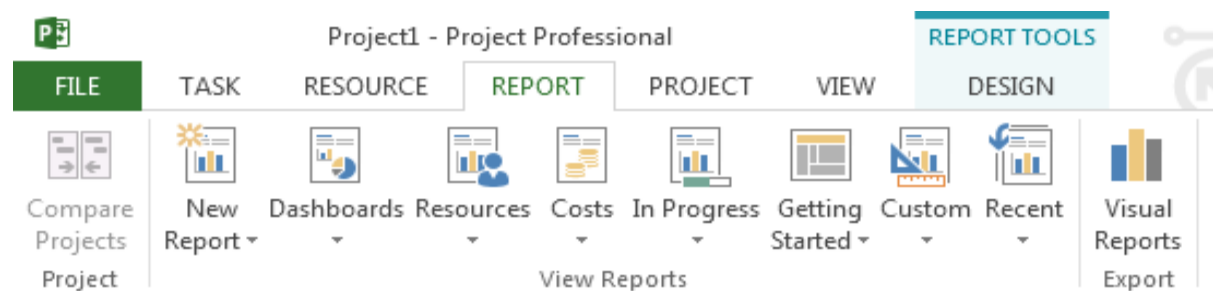 Project1 - Project Professional
REPORT TOOLS
FILE TASK RESOURCE REPORT PROJECT VIEW DESIGN
Compare New Dashboards Resources Costs In Progress Getting Custom Recent Visual
Projects Report Started Reports
Project View Reports Export